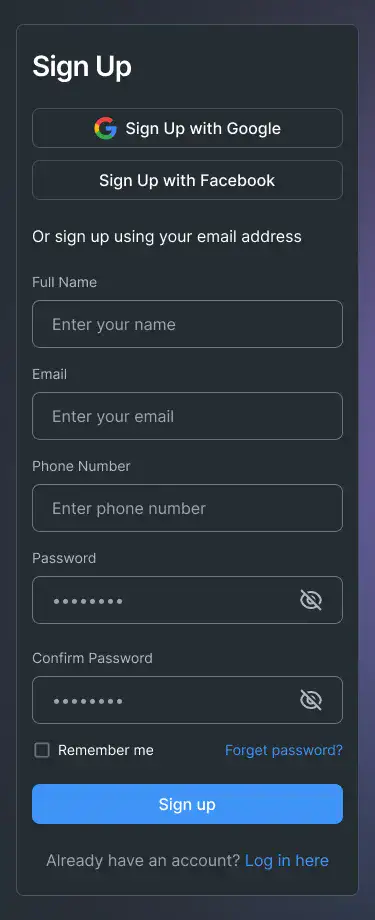 Sign Up
Sign Up with Google
Sign Up with Facebook
Or sign up using your email address
Full Name
Enter your name
Email
Enter your email
Phone Number
Enter phone number
Password
••••••••
Confirm Password
••••••••
Remember me Forget password?
Sign up
Already have an account? Log in here